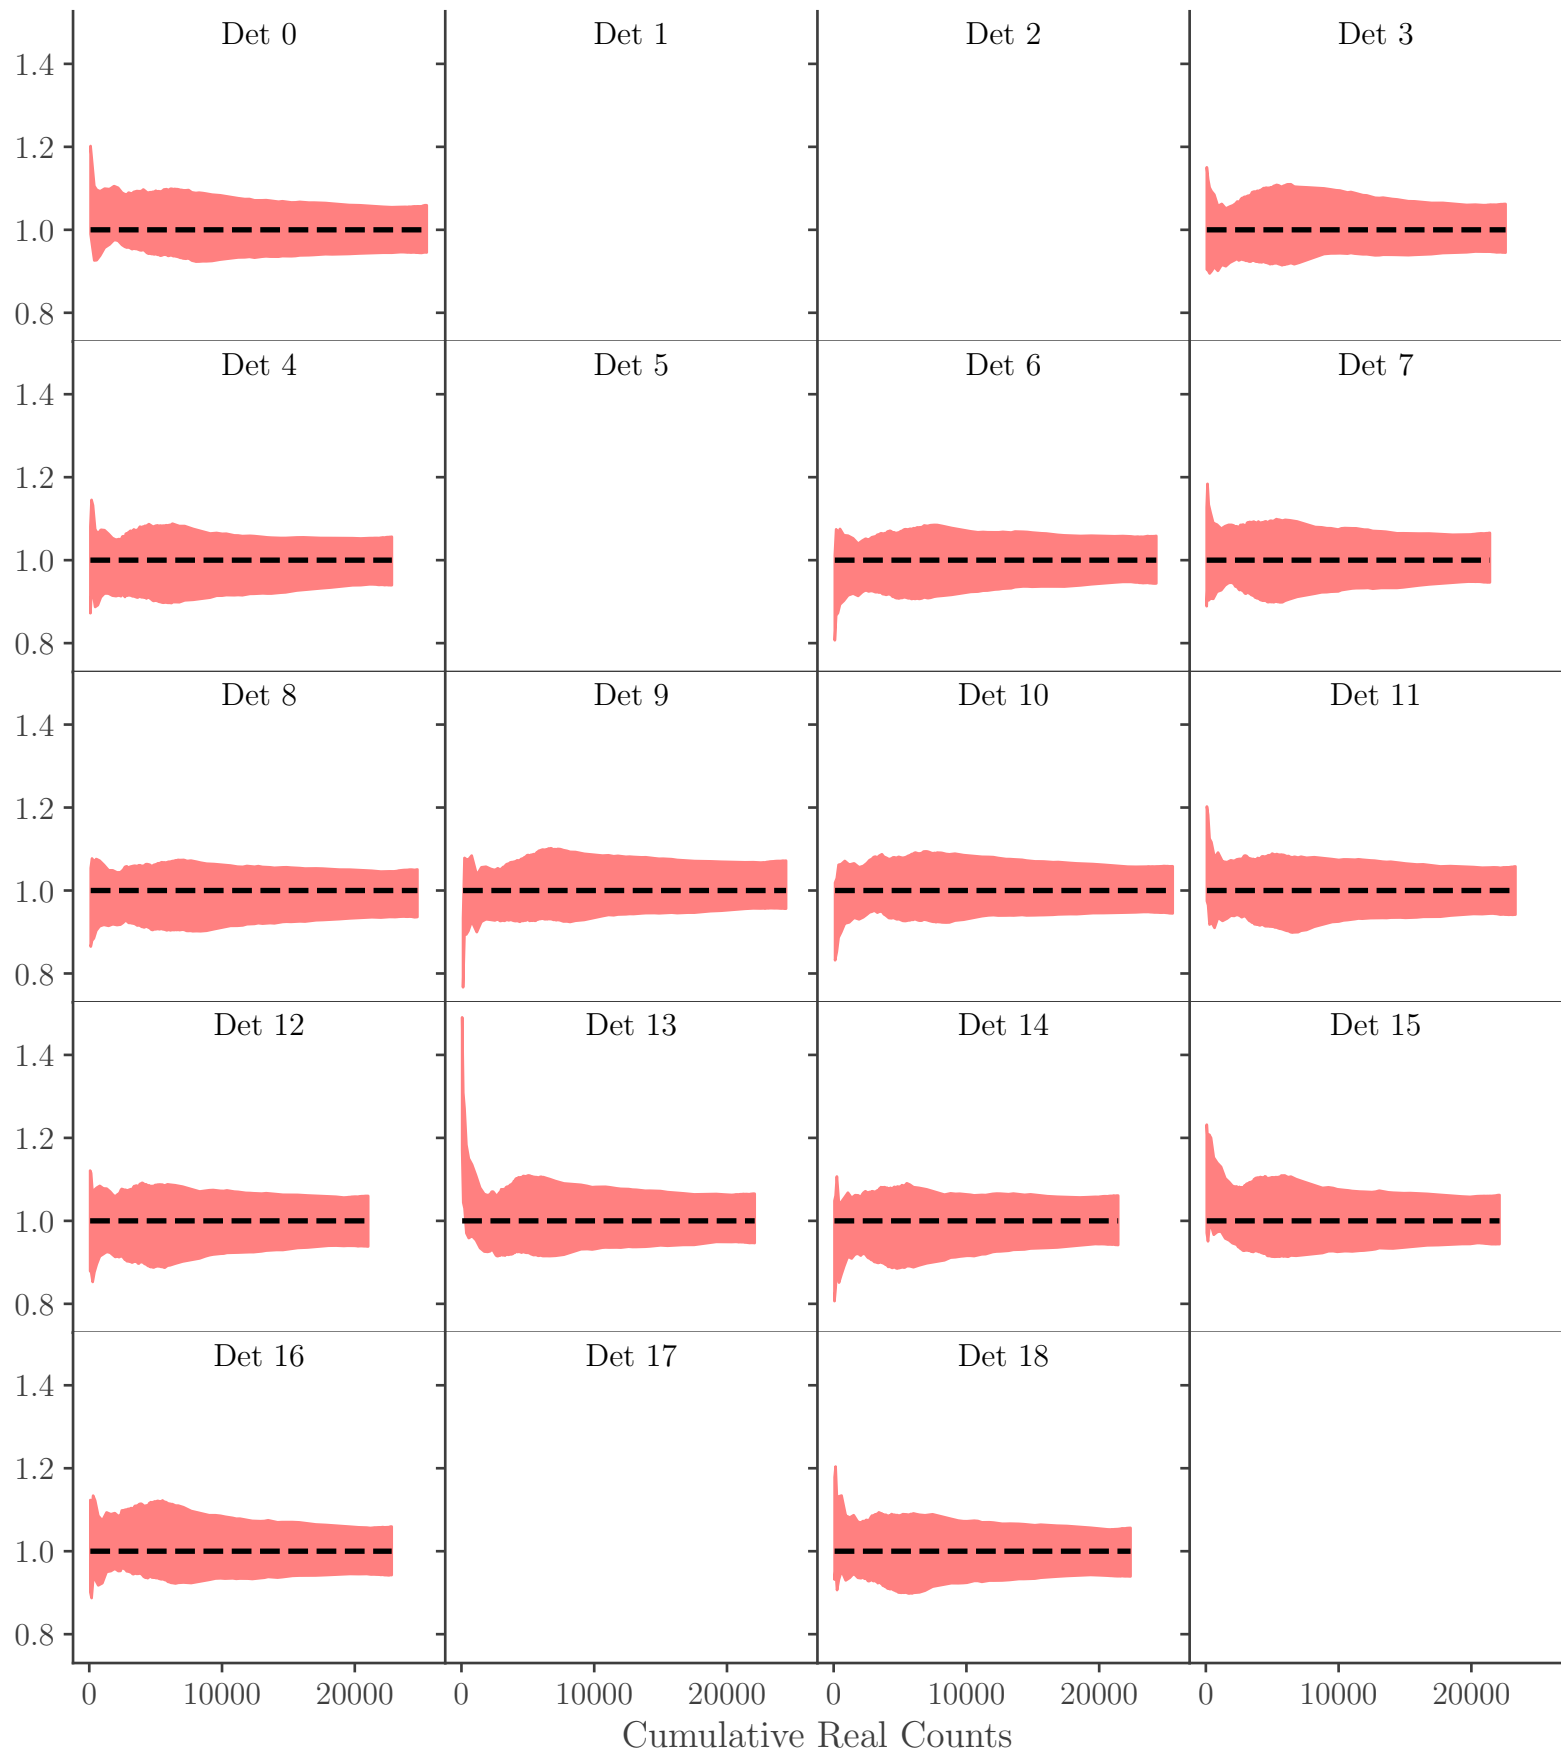 Det 0 Det 1 Det 2 Det 3
1.4
1.2
1.0
0.8
Det 4 Det 5 Det 6 Det 7
1.4
1.2
1.0
0.8
Det 8 Det 9 Det 10 Det 11
1.4
1.2
1.0
0.8
Det 12 Det 13 Det 14 Det 15
1.4
1.2
1.0
0.8
Det 16 Det 17 Det 18
1.4
1.2
1.0
0.8
0 10000 20000 0 10000 20000 0 10000 20000 0 10000 20000
Cumulative Real Counts